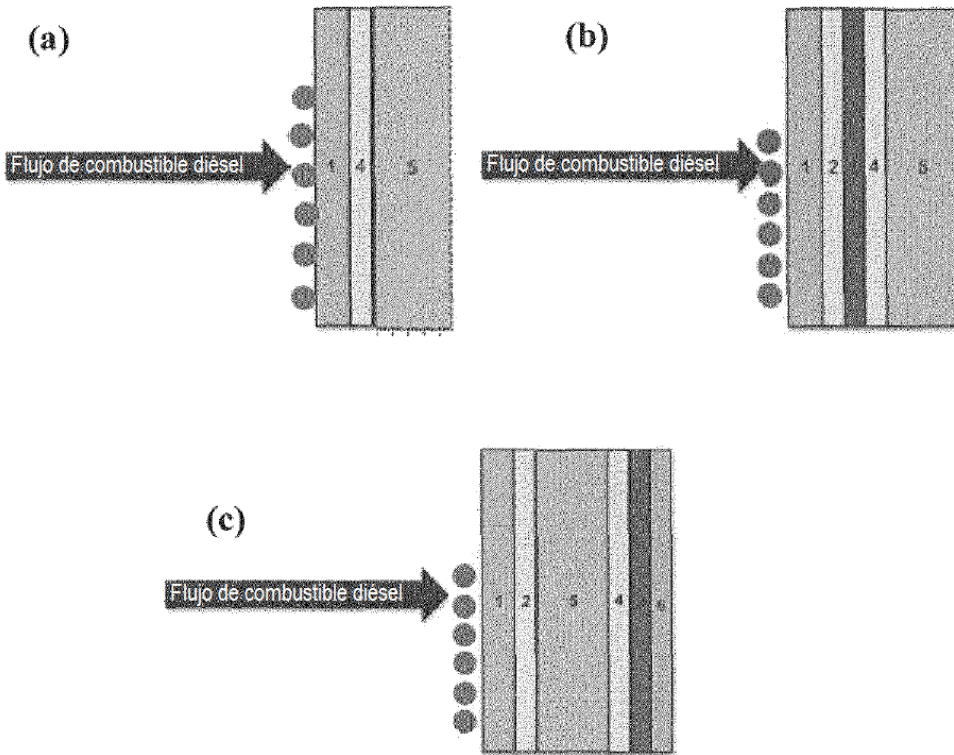 (a)
Flujo de combustible diésel
1 4 5
(b)
Flujo de combustible diésel
1 2 4 5
(c)
Flujo de combustible diésel
1 2 5 4 6